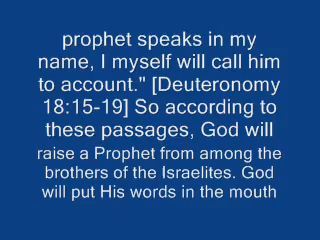 prophet speaks in my
name, I myself will call him
to account." [Deuteronomy
18:15-19] So according to
these passages, God will
raise a Prophet from among the
brothers of the Israelites. God
will put His words in the mouth